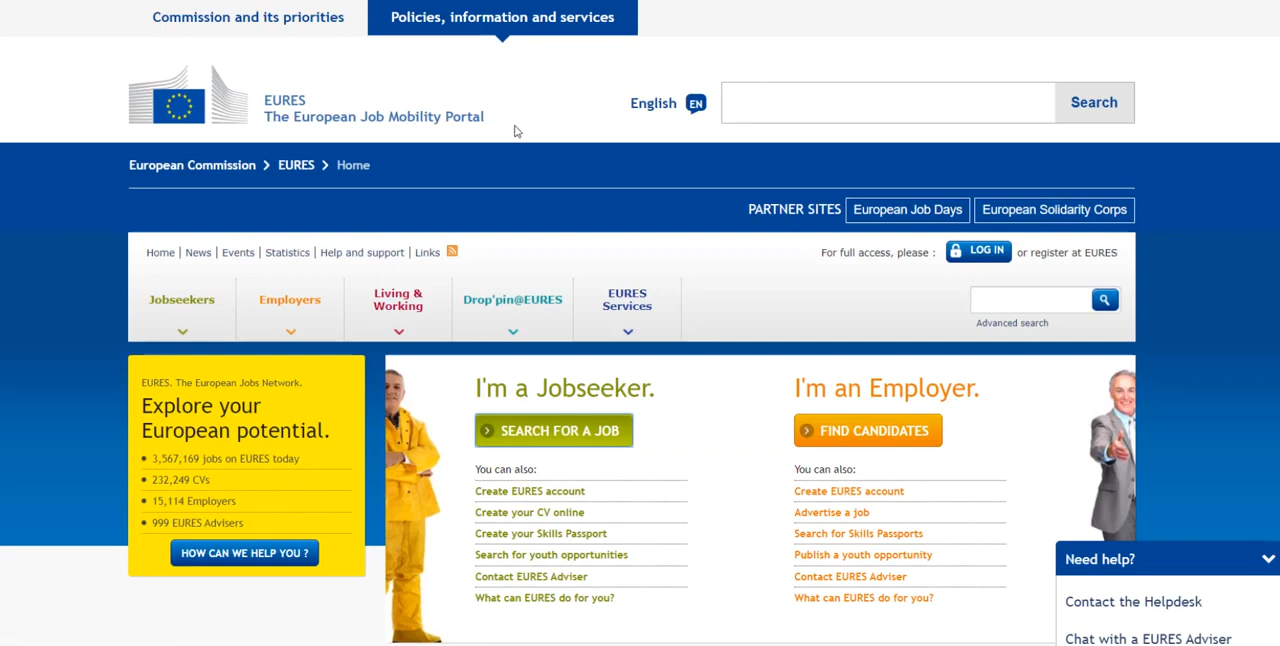 Commission and its priorities
Policies, information and services
EURES
The European Job Mobility Portal
English EN
Search
European Commission > EURES > Home
PARTNER SITES European Job Days European Solidarity Corps
Home | News | Events | Statistics | Help and support | Links
For full access, please : LOG IN or register at EURES
Jobseekers
Employers
Living &
Working
Drop'pin@EURES
EURES
Services
Advanced search
EURES. The European Jobs Network.
Explore your
European potential.
3,567,169 jobs on EURES today
232,249 CVs
15,114 Employers
999 EURES Advisers
HOW CAN WE HELP YOU ?
I'm a Jobseeker.
SEARCH FOR A JOB
You can also:
Create EURES account
Create your CV online
Create your Skills Passport
Search for youth opportunities
Contact EURES Adviser
What can EURES do for you?
I'm an Employer.
FIND CANDIDATES
You can also:
Create EURES account
Advertise a job
Search for Skills Passports
Publish a youth opportunity
Contact EURES Adviser
What can EURES do for you?
Need help?
Contact the Helpdesk
Chat with a EURES Adviser